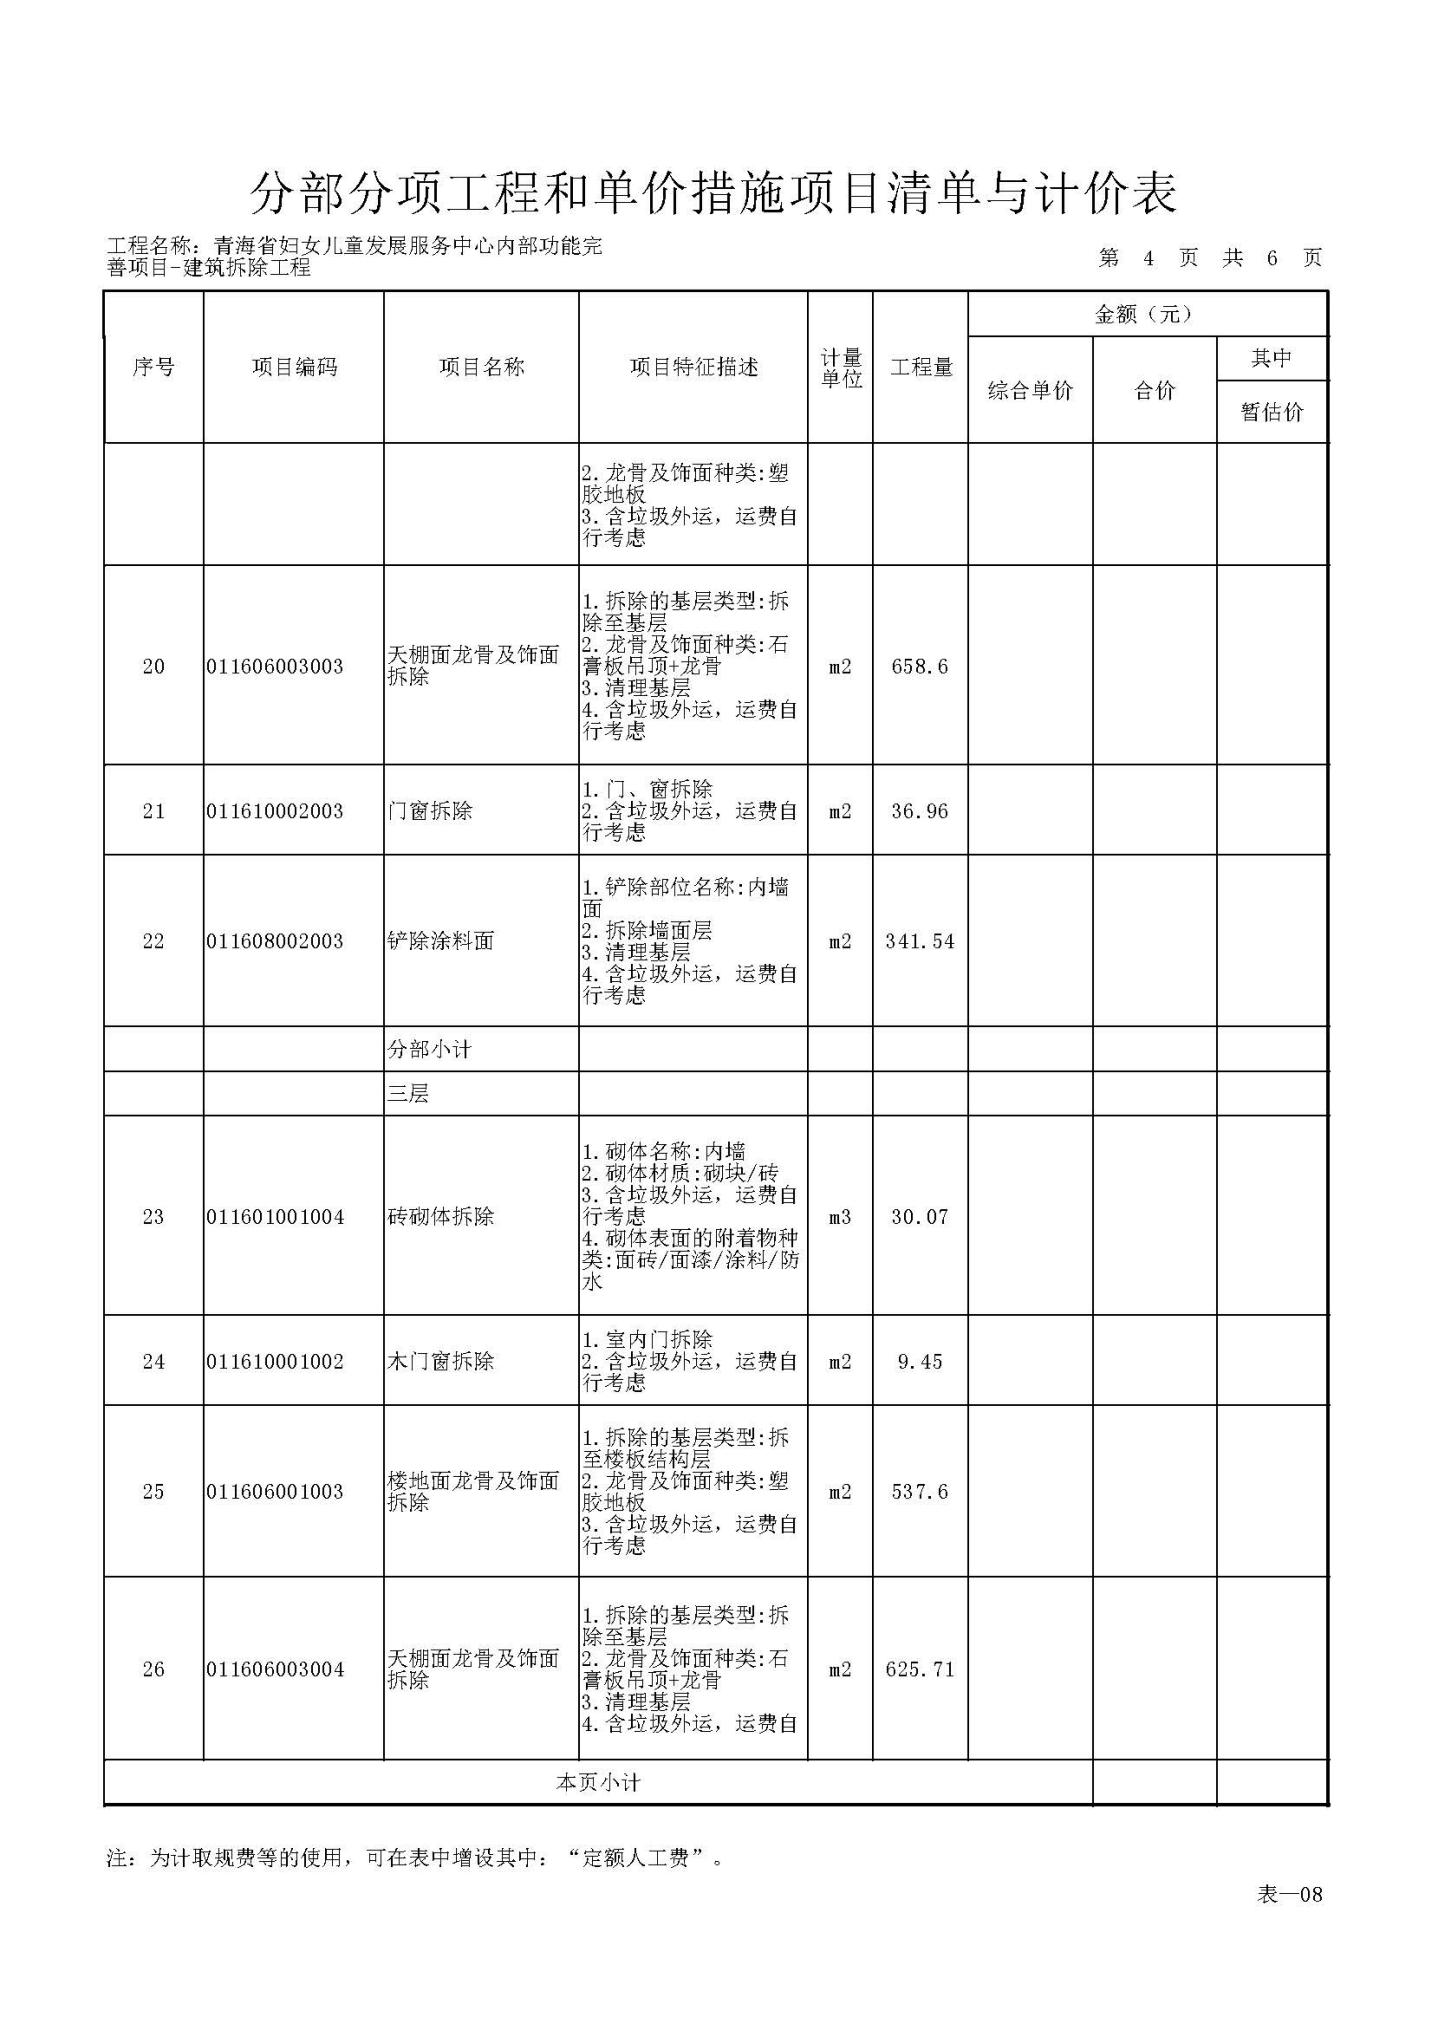 分部分项工程和单价措施项目清单与计价表
工程名称：青海省妇女儿童发展服务中心内部功能完
善项目-建筑拆除工程
第 4 页 共 6 页
序号
项目编码
项目名称
项目特征描述
计量
单位
工程量
金额（元）
综合单价
合价
其中
暂估价
2.龙骨及饰面种类:塑
胶地板
3.含垃圾外运，运费自
行考虑
20
011606003003
天棚面龙骨及饰面
拆除
1.拆除的基层类型:拆
除至基层
2.龙骨及饰面种类:石
膏板吊顶+龙骨
3.清理基层
4.含垃圾外运，运费自
行考虑
m2
658.6
21
011610002003
门窗拆除
1.门、窗拆除
2.含垃圾外运，运费自
行考虑
m2
36.96
22
011608002003
铲除涂料面
1.铲除部位名称:内墙
面
2.拆除墙面层
3.清理基层
4.含垃圾外运，运费自
行考虑
m2
341.54
分部小计
三层
23
011601001004
砖砌体拆除
1.砌体名称:内墙
2.砌体材质:砌块/砖
3.含垃圾外运，运费自
行考虑
4.砌体表面的附着物种
类:面砖/面漆/涂料/防
水
m3
30.07
24
011610001002
木门窗拆除
1.室内门拆除
2.含垃圾外运，运费自
行考虑
m2
9.45
25
011606001003
楼地面龙骨及饰面
拆除
1.拆除的基层类型:拆
至楼板结构层
2.龙骨及饰面种类:塑
胶地板
3.含垃圾外运，运费自
行考虑
m2
537.6
26
011606003004
天棚面龙骨及饰面
拆除
1.拆除的基层类型:拆
除至基层
2.龙骨及饰面种类:石
膏板吊顶+龙骨
3.清理基层
4.含垃圾外运，运费自
m2
625.71
本页小计
注：为计取规费等的使用，可在表中增设其中：“定额人工费”。
表—08